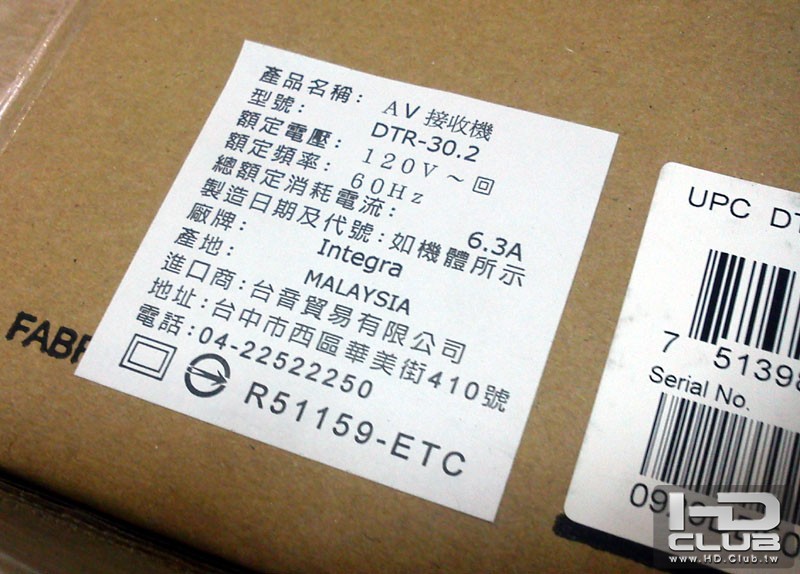 產品名稱: AV 接收機
型號: DTR-30.2
額定電壓: 120V～回
額定頻率: 60Hz
總額定消耗電流: 6.3A
製造日期及代號:如機體所示
廠牌: Integra
產地: MALAYSIA
進口商:台音貿易有限公司
地址:台中市西區華美街410號
電話:04-22522250
R51159-ETC
UPC
7 51398
Serial No.
HD
CLUB
www.HD.Club.tw